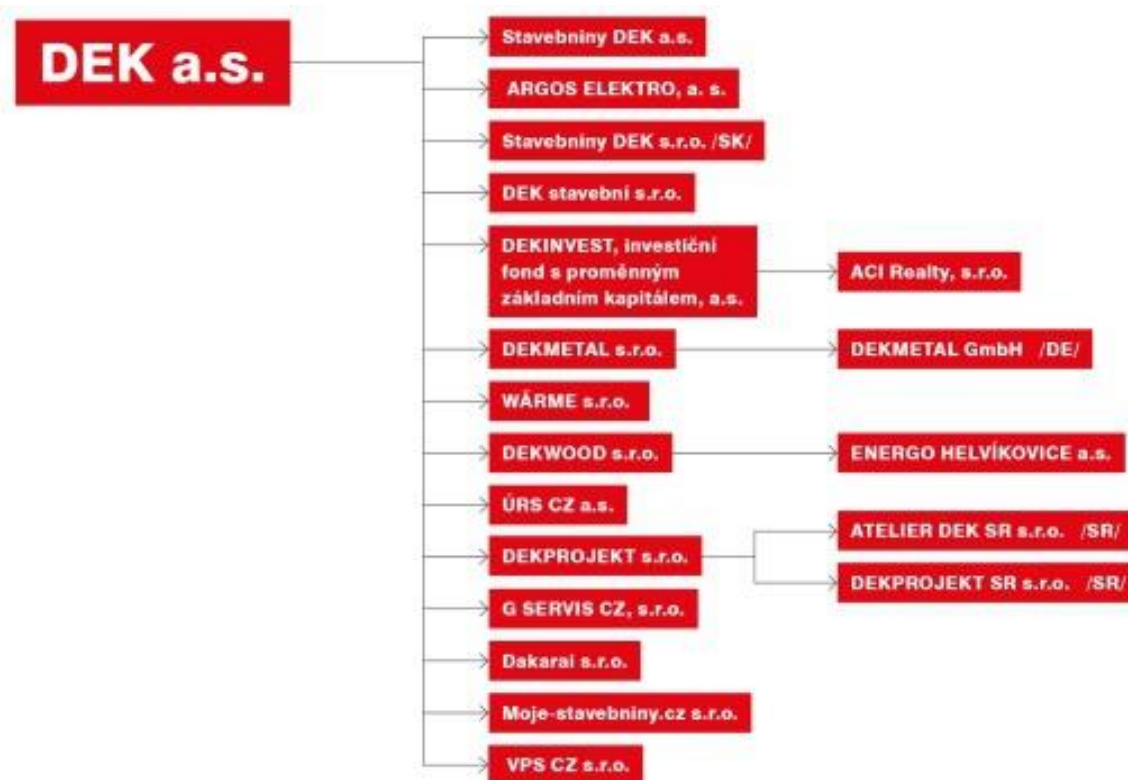 DEK a.s.
Stavebniny DEK a.s.
ARGOS ELEKTRO, a. s.
Stavebniny DEK s.r.o. /SK/
DEK stavební s.r.o.
DEKINVEST, investiční
fond s proměnným
základním kapitálem, a.s.
ACI Realty, s.r.o.
DEKMETAL s.r.o.
DEKMETAL GmbH /DE/
WÄRME s.r.o.
DEKWOOD s.r.o.
ENERGO HELVÍKOVICE a.s.
ÚRS CZ a.s.
DEKPROJEKT s.r.o.
ATELIER DEK SR s.r.o. /SR/
DEKPROJEKT SR s.r.o. /SR/
G SERVIS CZ, s.r.o.
Dakarai s.r.o.
Moje-stavebniny.cz s.r.o.
VPS CZ s.r.o.